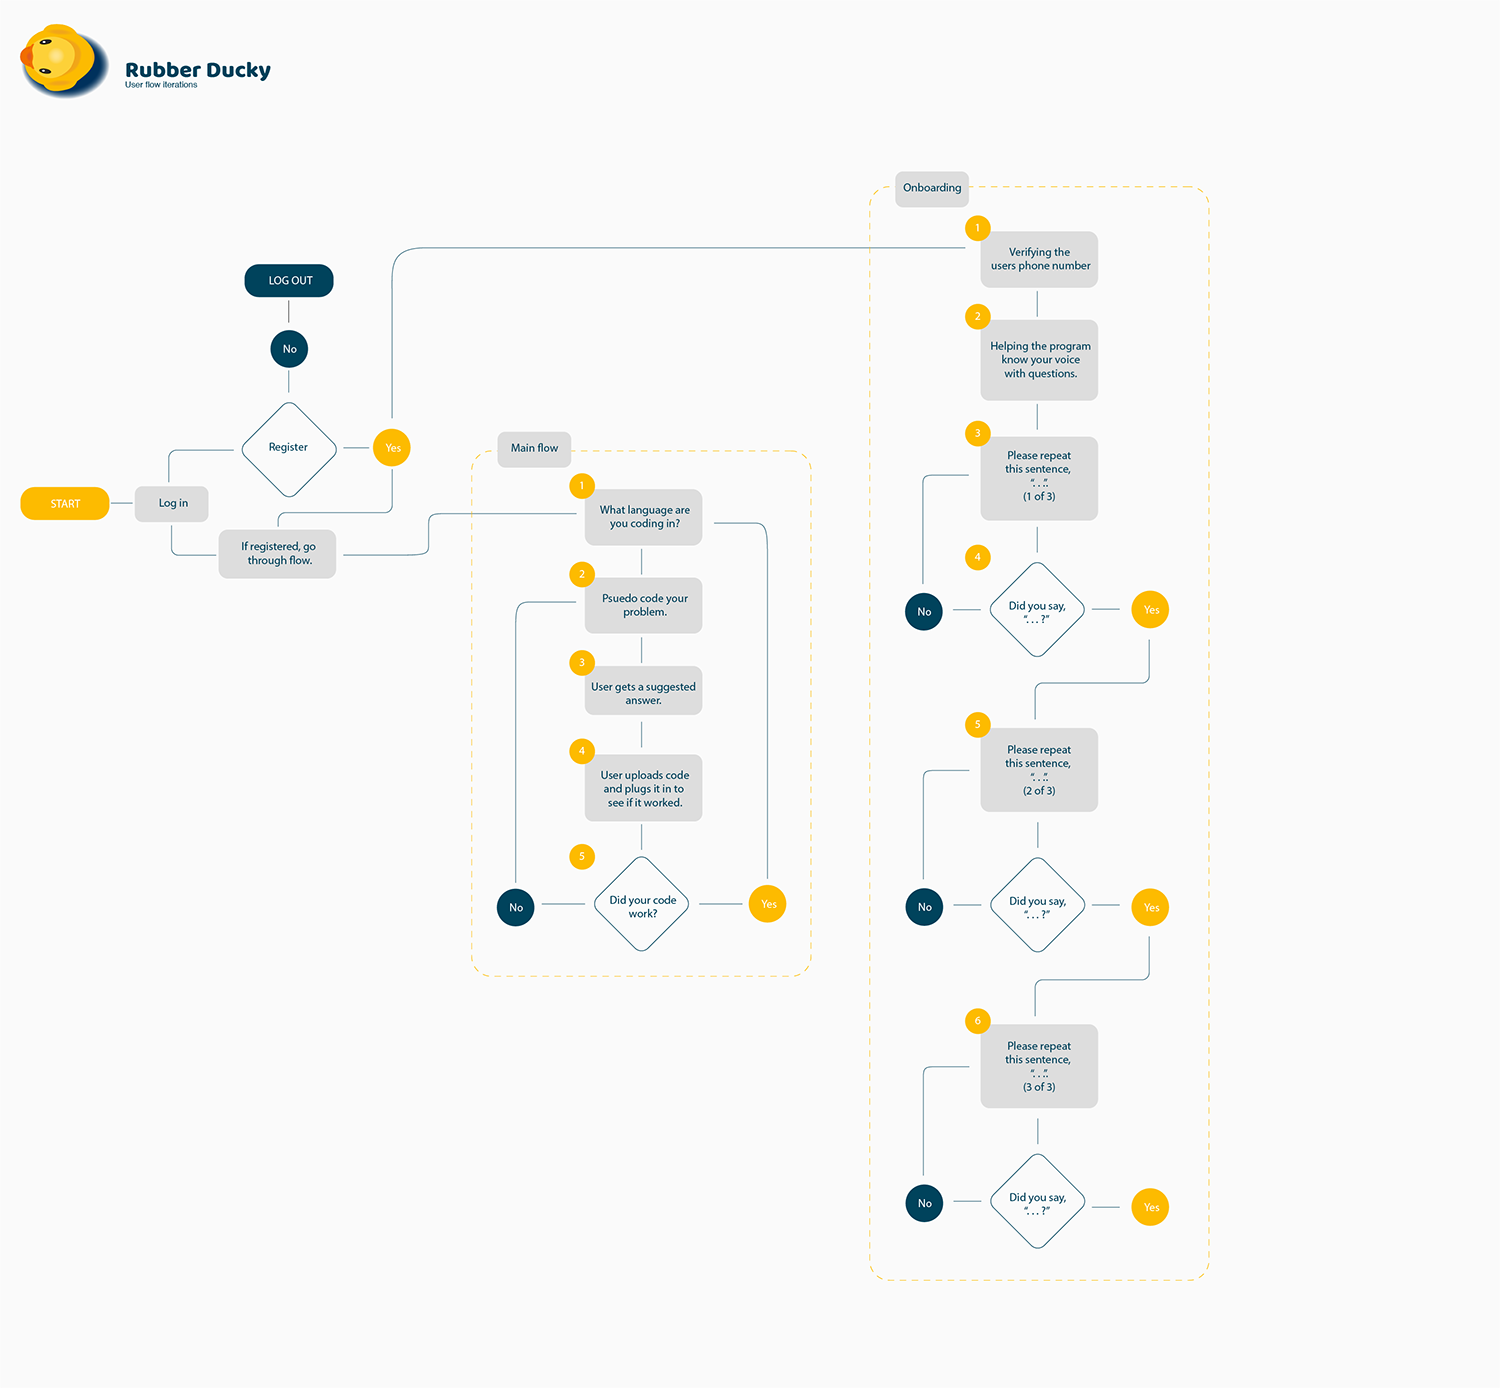 Rubber Ducky
User flow iterations
LOG OUT
No
Register
Yes
START
Log in
If registered, go
through flow.
Main flow
1
What language are
you coding in?
2
Psuedo code your
problem.
3
User gets a suggested
answer.
4
User uploads code
and plugs it in to
see if it worked.
5
Did your code
work?
No
Yes
Onboarding
1
Verifying the
users phone number
2
Helping the program
know your voice
with questions.
3
Please repeat
this sentence,
“. . .”.
(1 of 3)
4
Did you say,
“. . . ?”
No
Yes
5
Please repeat
this sentence,
“. . .”.
(2 of 3)
Did you say,
“. . . ?”
No
Yes
6
Please repeat
this sentence,
“. . .”.
(3 of 3)
Did you say,
“. . . ?”
No
Yes